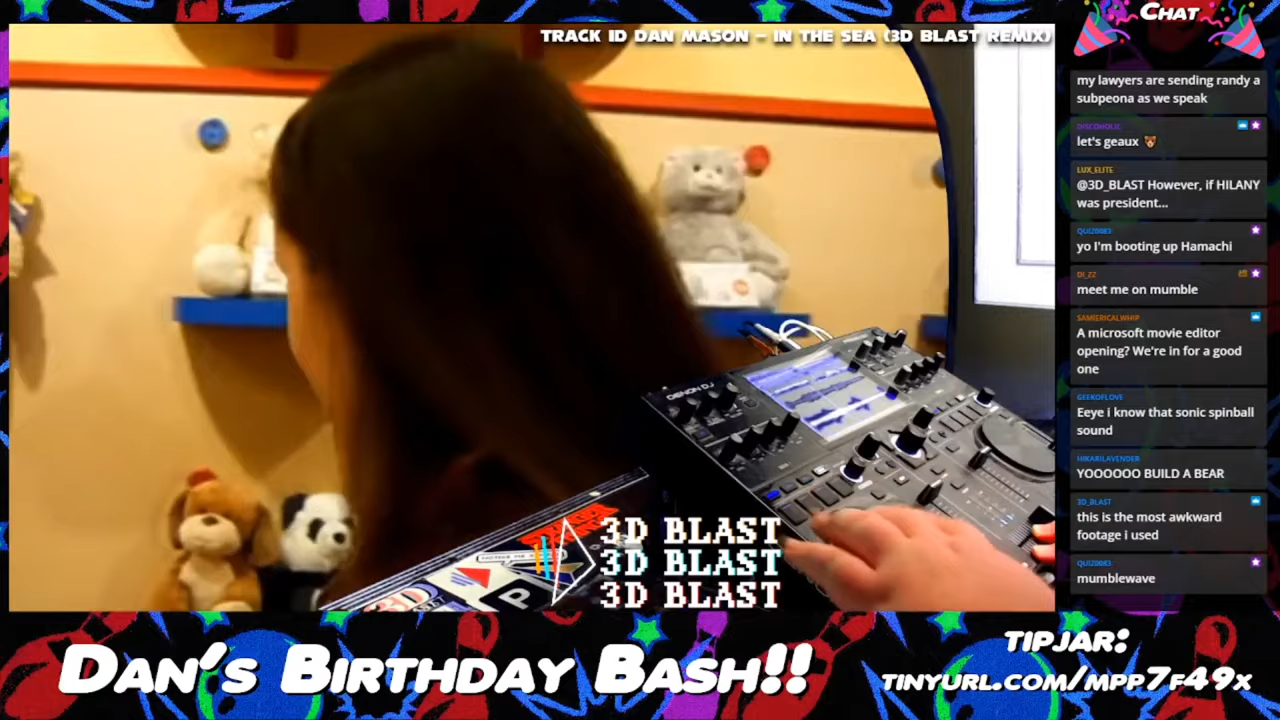 TRACK ID DAN MASON - IN THE SEA (3D BLAST REMIX)
CHAT
my lawyers are sending randy a
subpeona as we speak
DISCOHOLIC
let's geaux
LUX_ELITE
@3D_BLAST However, if HILANY
was president...
QUIZ0083
yo I'm booting up Hamachi
DI_ZZ
meet me on mumble
SAMIERICALWHIP
A microsoft movie editor
opening? We're in for a good
one
GEEKOFLOVE
Eeye i know that sonic spinball
sound
HIKARILAVENDER
YOOOOOO BUILD A BEAR
3D_BLAST
this is the most awkward
footage i used
QUIZ0083
mumblewave
DENON DJ
3D BLAST
3D BLAST
3D BLAST
3D
P
DAN'S BIRTHDAY BASH!!
TIPJAR:
TINYURL.COM/MPP7F49X